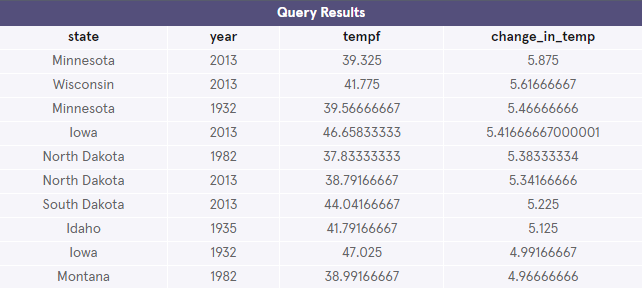 Query Results
state year tempf change_in_temp
Minnesota 2013 39.325 5.875
Wisconsin 2013 41.775 5.61666667
Minnesota 1932 39.56666667 5.46666666
Iowa 2013 46.65833333 5.41666667000001
North Dakota 1982 37.83333333 5.38333334
North Dakota 2013 38.79166667 5.34166666
South Dakota 2013 44.04166667 5.225
Idaho 1935 41.79166667 5.125
Iowa 1932 47.025 4.99166667
Montana 1982 38.99166667 4.96666666